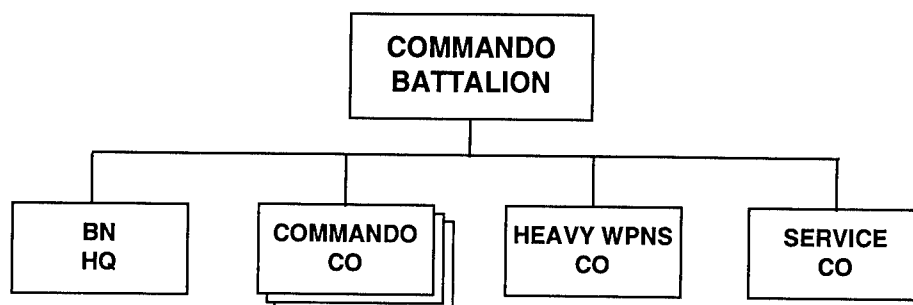 COMMANDO
BATTALION
BN
HQ
COMMANDO
CO
HEAVY WPNS
CO
SERVICE
CO